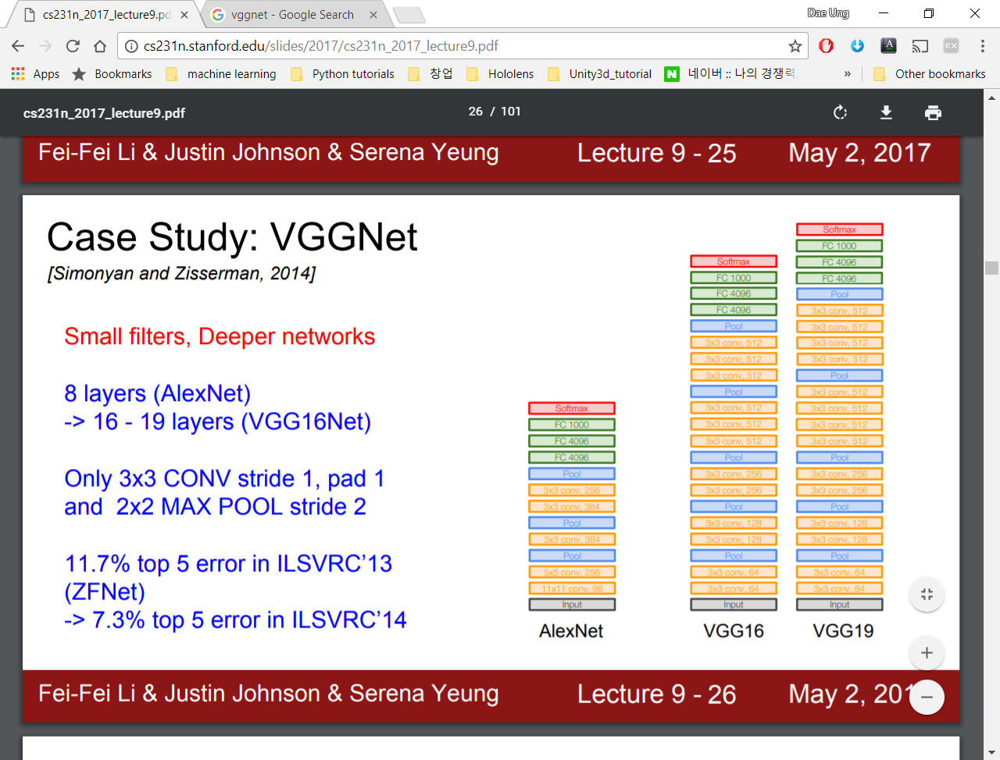 cs231n_2017_lecture9.pd
vggnet - Google Search
Dae Ung
cs231n.stanford.edu/slides/2017/cs231n_2017_lecture9.pdf
Apps
Bookmarks
machine learning
Python tutorials
창업
Hololens
Unity3d_tutorial
N
네이버 :: 나의 경쟁력
»
Other bookmarks
cs231n_2017_lecture9.pdf
26 / 101
Fei-Fei Li & Justin Johnson & Serena Yeung
Lecture 9 - 25
May 2, 2017
Case Study: VGGNet
[Simonyan and Zisserman, 2014]
Small filters, Deeper networks
8 layers (AlexNet)
-> 16 - 19 layers (VGG16Net)
Only 3x3 CONV stride 1, pad 1
and 2x2 MAX POOL stride 2
11.7% top 5 error in ILSVRC’13
(ZFNet)
-> 7.3% top 5 error in ILSVRC’14
Softmax
FC 1000
FC 4096
FC 4096
Pool
3x3 conv, 256
3x3 conv, 384
Pool
3x3 conv, 384
Pool
5x5 conv, 256
11x11 conv, 96
Input
AlexNet
Softmax
FC 1000
FC 4096
FC 4096
Pool
3x3 conv, 512
3x3 conv, 512
3x3 conv, 512
Pool
3x3 conv, 512
3x3 conv, 512
3x3 conv, 512
Pool
3x3 conv, 256
3x3 conv, 256
Pool
3x3 conv, 128
3x3 conv, 128
Pool
3x3 conv, 64
3x3 conv, 64
Input
VGG16
Softmax
FC 1000
FC 4096
FC 4096
Pool
3x3 conv, 512
3x3 conv, 512
3x3 conv, 512
3x3 conv, 512
Pool
3x3 conv, 512
3x3 conv, 512
3x3 conv, 512
3x3 conv, 512
Pool
3x3 conv, 256
3x3 conv, 256
Pool
3x3 conv, 128
3x3 conv, 128
Pool
3x3 conv, 64
3x3 conv, 64
Input
VGG19
Fei-Fei Li & Justin Johnson & Serena Yeung
Lecture 9 - 26
May 2, 201